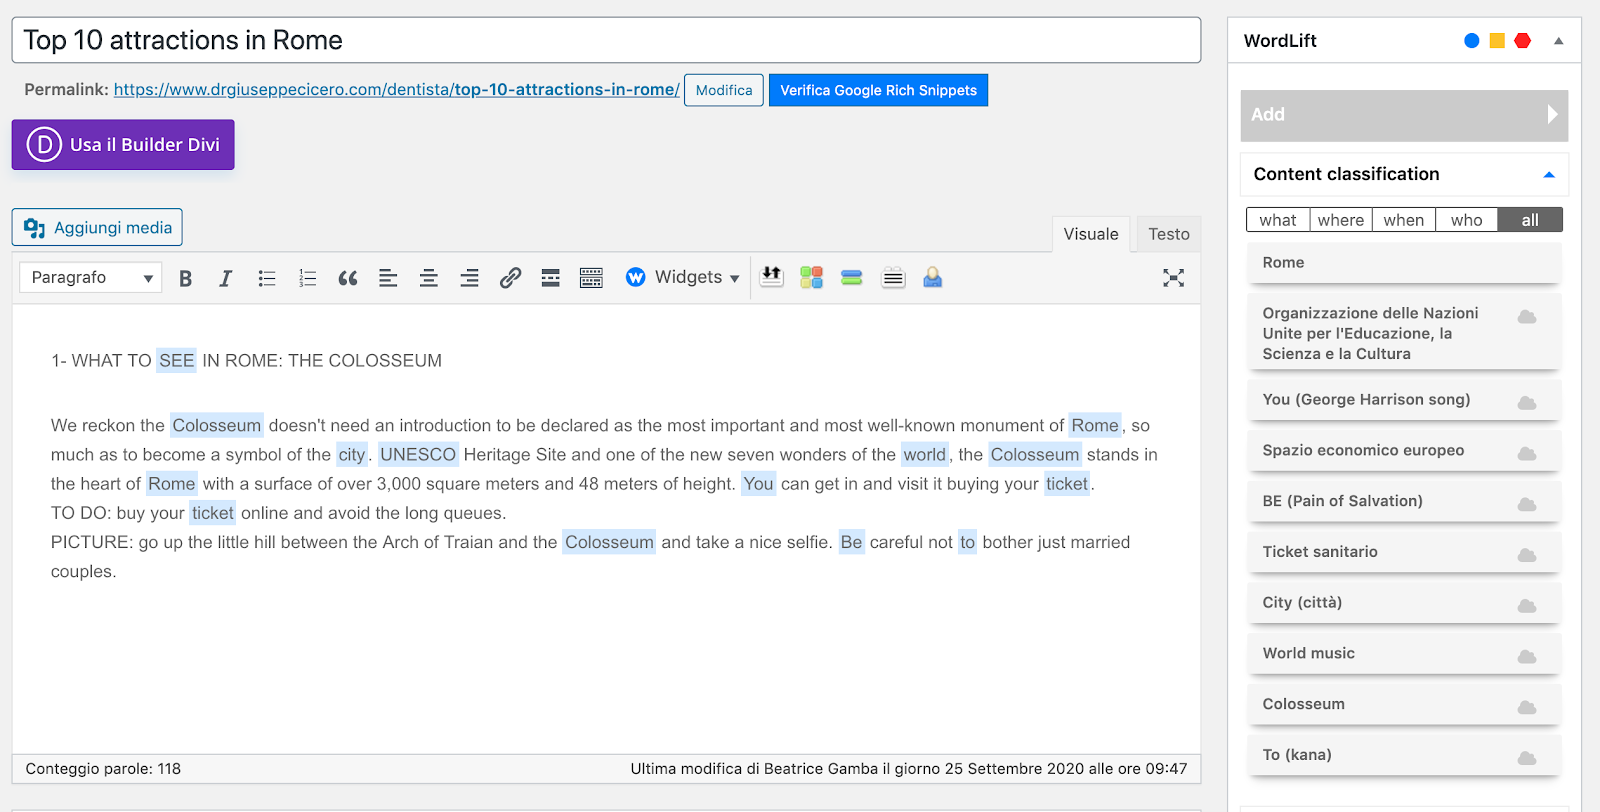 Top 10 attractions in Rome
Permalink: https://www.drgiuseppecicero.com/dentista/top-10-attractions-in-rome/ Modifica Verifica Google Rich Snippets
D Usa il Builder Divi
Aggiungi media
Visuale Testo
Paragrafo B I W Widgets
1- WHAT TO SEE IN ROME: THE COLOSSEUM
We reckon the Colosseum doesn't need an introduction to be declared as the most important and most well-known monument of Rome, so
much as to become a symbol of the city. UNESCO Heritage Site and one of the new seven wonders of the world, the Colosseum stands in
the heart of Rome with a surface of over 3,000 square meters and 48 meters of height. You can get in and visit it buying your ticket.
TO DO: buy your ticket online and avoid the long queues.
PICTURE: go up the little hill between the Arch of Traian and the Colosseum and take a nice selfie. Be careful not to bother just married
couples.
Conteggio parole: 118
Ultima modifica di Beatrice Gamba il giorno 25 Settembre 2020 alle ore 09:47
WordLift
Add
Content classification
what where when who all
Rome
Organizzazione delle Nazioni
Unite per l'Educazione, la
Scienza e la Cultura
You (George Harrison song)
Spazio economico europeo
BE (Pain of Salvation)
Ticket sanitario
City (città)
World music
Colosseum
To (kana)